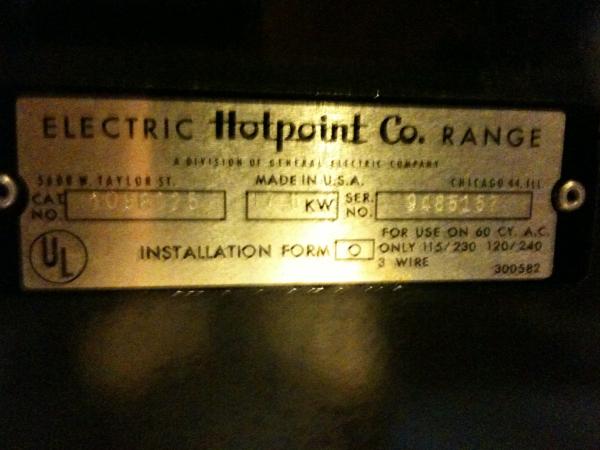 ELECTRIC Hotpoint Co. RANGE
A DIVISION OF GENERAL ELECTRIC COMPANY
5600 W. TAYLOR ST. MADE IN U.S.A. CHICAGO 44, ILL.
CAT. NO. KW SER. NO.
UL INSTALLATION FORM O FOR USE ON 60 CY. A.C.
ONLY 115/230 120/240
3 WIRE 300582